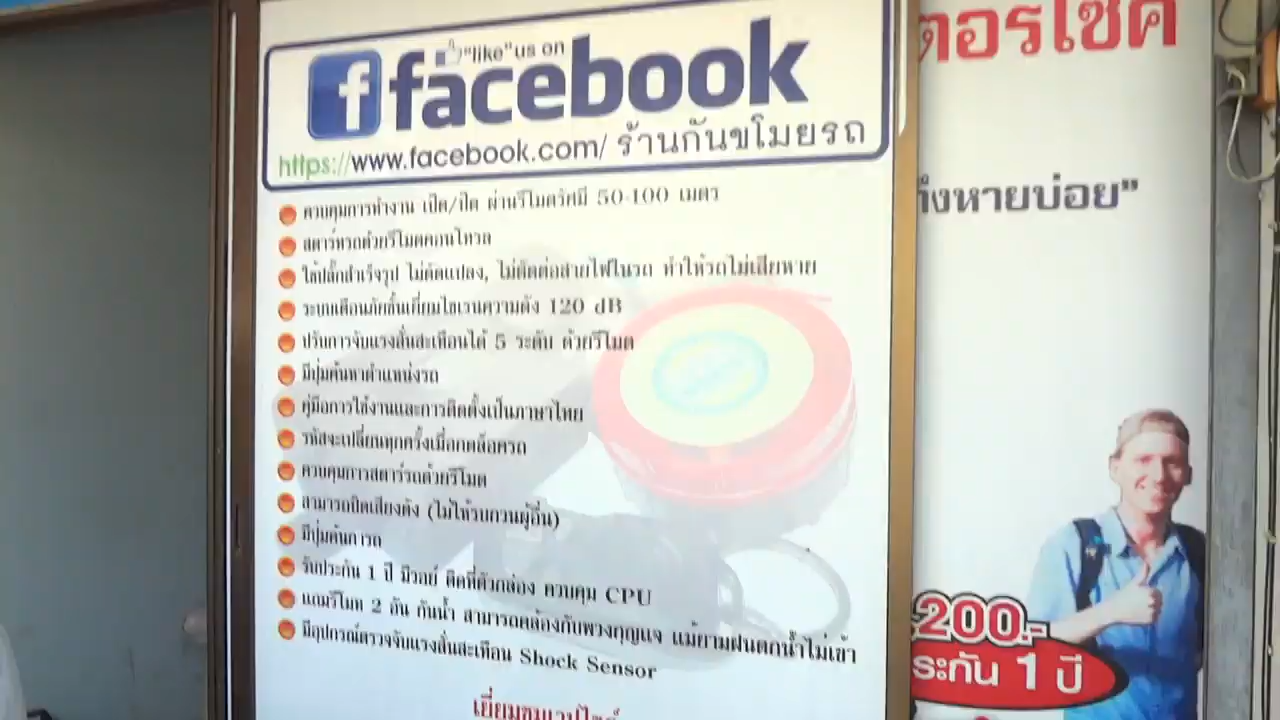 "like" us on
facebook
https://www.facebook.com/ ร้านกันขโมยรถ
ควบคุมการทำงาน เปิด/ปิด ผ่านรีโมตรัศมี 50-100 เมตร
สตาร์ทรถด้วยรีโมตคอนโทรล
ใช้ปลั๊กสำเร็จรูป ไม่ดัดแปลง, ไม่ตัดต่อสายไฟในรถ ทำให้รถไม่เสียหาย
ระบบเตือนภัยชั้นเยี่ยมไซเรนความดัง 120 dB
ปรับการจับแรงสั่นสะเทือนได้ 5 ระดับ ด้วยรีโมต
มีปุ่มค้นหาตำแหน่งรถ
คู่มือการใช้งานและการติดตั้งเป็นภาษาไทย
รหัสจะเปลี่ยนทุกครั้งเมื่อกดล็อครถ
ควบคุมการสตาร์รถด้วยรีโมต
สามารถปิดเสียงดัง (ไม่ให้รบกวนผู้อื่น)
มีปุ่มค้นการถ
รับประกัน 1 ปี มีวอย์ ติดที่ตัวกล่อง ควบคุม CPU
แถมรีโมท 2 อัน กันน้ำ สามารถคล้องกับพวงกุญแจ แม้ยามฝนตกน้ำไม่เข้า
มีอุปกรณ์ตรวจจับแรงสั่นสะเทือน Shock Sensor
ตอรไซค์
หายบ่อย"
200.-
ระกัน 1 ปี